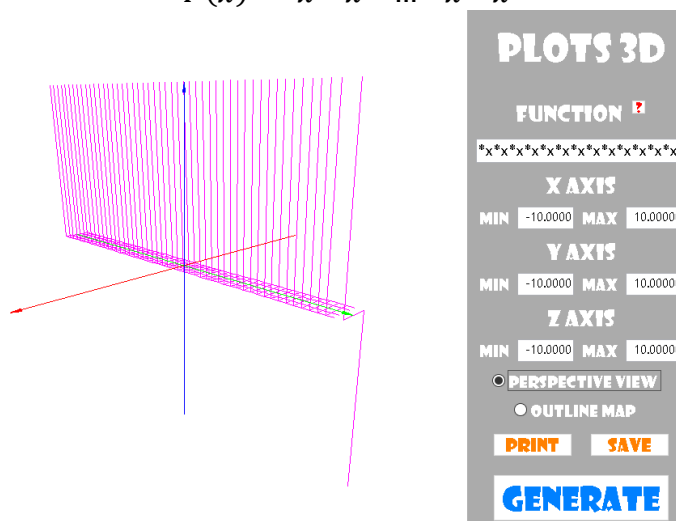 PLOTS 3D
FUNCTION ?
*x*x*x*x*x*x*x*x*x*x*x*x*x
X AXIS
MIN -10.0000 MAX 10.0000
Y AXIS
MIN -10.0000 MAX 10.0000
Z AXIS
MIN -10.0000 MAX 10.0000
PERSPECTIVE VIEW
OUTLINE MAP
PRINT SAVE
GENERATE